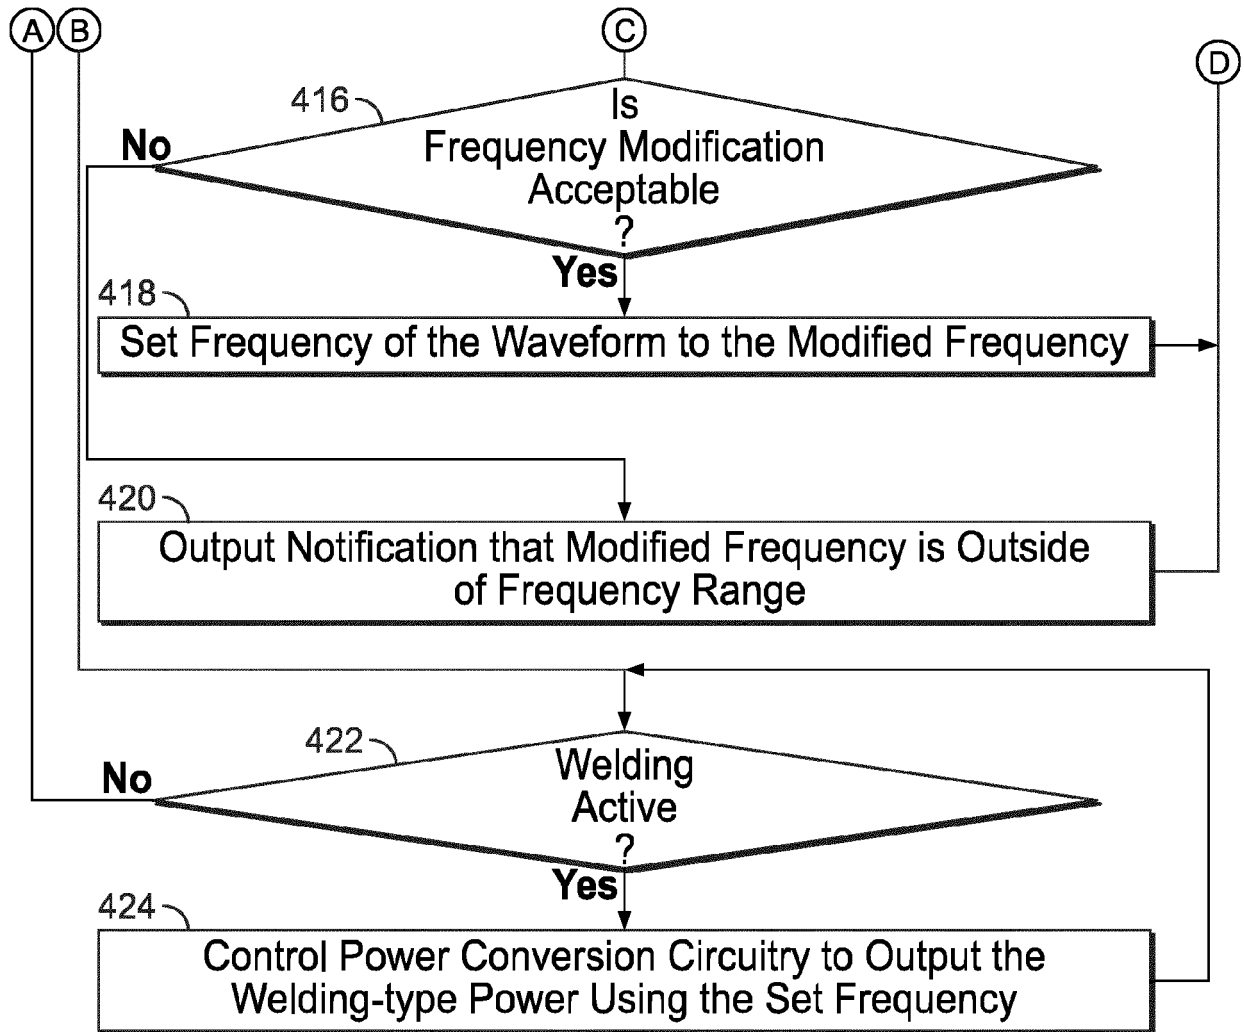 A B C D
416
Is
Frequency Modification
Acceptable
?
No
Yes
418
Set Frequency of the Waveform to the Modified Frequency
420
Output Notification that Modified Frequency is Outside
of Frequency Range
422
Welding
Active
?
No
Yes
424
Control Power Conversion Circuitry to Output the
Welding-type Power Using the Set Frequency